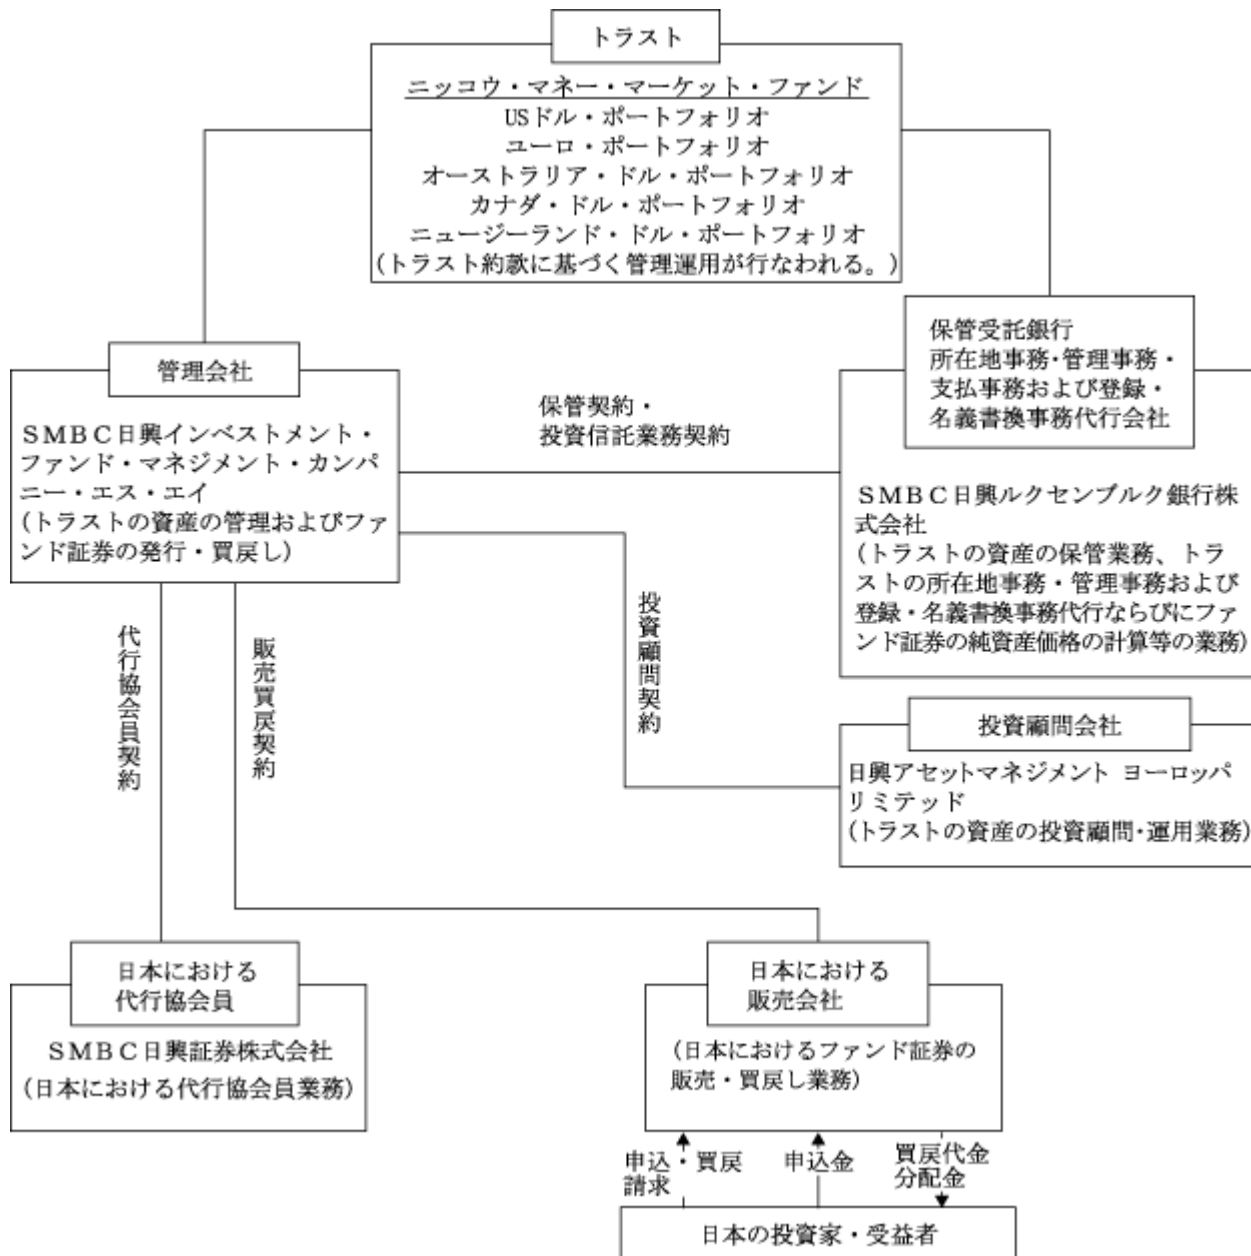 トラスト
ニッコウ・マネー・マーケット・ファンド
USドル・ポートフォリオ
ユーロ・ポートフォリオ
オーストラリア・ドル・ポートフォリオ
カナダ・ドル・ポートフォリオ
ニュージーランド・ドル・ポートフォリオ
(トラスト約款に基づく管理運用が行なわれる。)
管理会社
SMBC日興インベストメント・
ファンド・マネジメント・カンパ
ニー・エス・エイ
(トラストの資産の管理およびファ
ンド証券の発行・買戻し)
保管契約・
投資信託業務契約
保管受託銀行
所在地事務・管理事務・
支払事務および登録・
名義書換事務代行会社
SMBC日興ルクセンブルク銀行株
式会社
(トラストの資産の保管業務、トラ
ストの所在地事務・管理事務および
登録・名義書換事務代行ならびにファ
ンド証券の純資産価格の計算等の業務)
代行協会員契約
販売買戻契約
投資顧問契約
投資顧問会社
日興アセットマネジメント ヨーロッパ
リミテッド
(トラストの資産の投資顧問・運用業務)
日本における
代行協会員
SMBC日興証券株式会社
(日本における代行協会員業務)
日本における
販売会社
(日本におけるファンド証券の
販売・買戻し業務)
申込・買戻
請求
申込金
買戻代金
分配金
日本の投資家・受益者